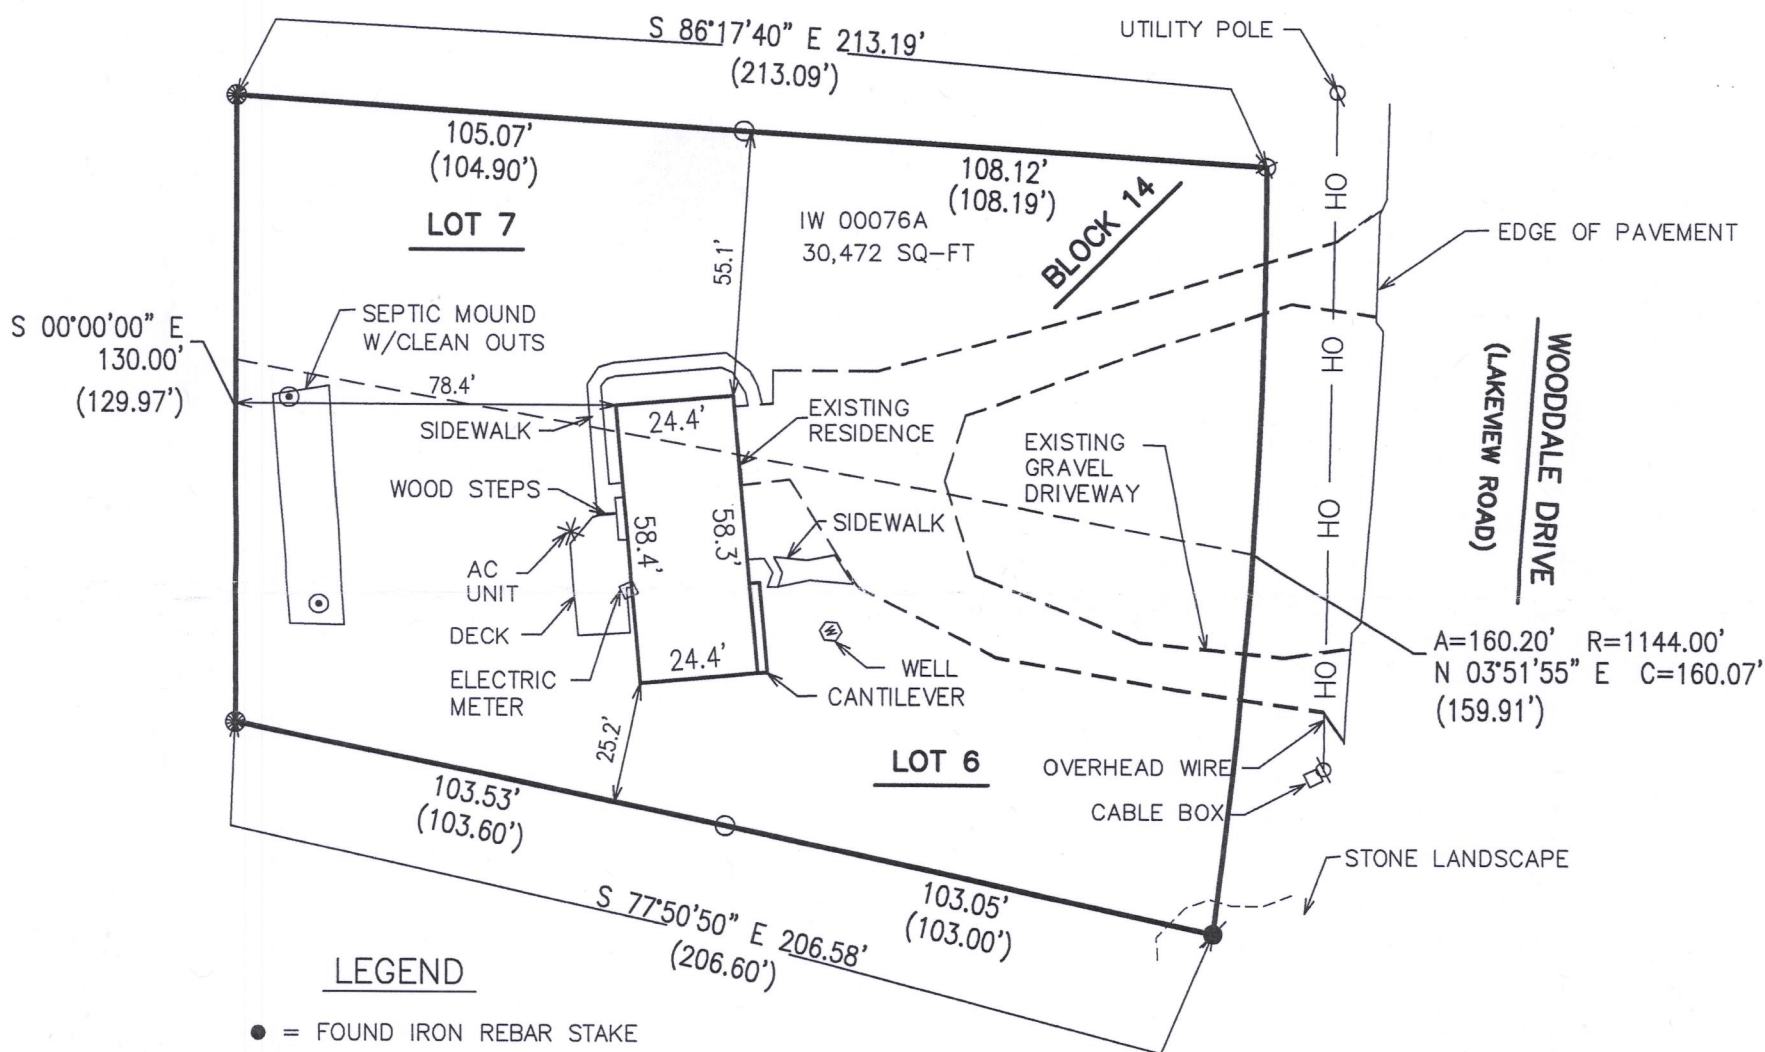 S 86°17'40" E 213.19'
(213.09')
UTILITY POLE
105.07'
(104.90')
108.12'
(108.19')
LOT 7
IW 00076A
30,472 SQ-FT
BLOCK 14
OH
55.1'
EDGE OF PAVEMENT
S 00°00'00" E
130.00'
(129.97')
SEPTIC MOUND
W/CLEAN OUTS
78.4'
OH
WOODDALE DRIVE
(LAKEVIEW ROAD)
SIDEWALK
24.4'
EXISTING
RESIDENCE
EXISTING
GRAVEL
DRIVEWAY
WOOD STEPS
58.4'
58.3'
SIDEWALK
OH
AC
UNIT
DECK
W
WELL
24.4'
ELECTRIC
METER
CANTILEVER
OH
A=160.20' R=1144.00'
N 03°51'55" E C=160.07'
(159.91')
25.2'
LOT 6
OVERHEAD WIRE
CABLE BOX
103.53'
(103.60')
STONE LANDSCAPE
103.05'
(103.00')
S 77°50'50" E 206.58'
(206.60')
LEGEND
● = FOUND IRON REBAR STAKE